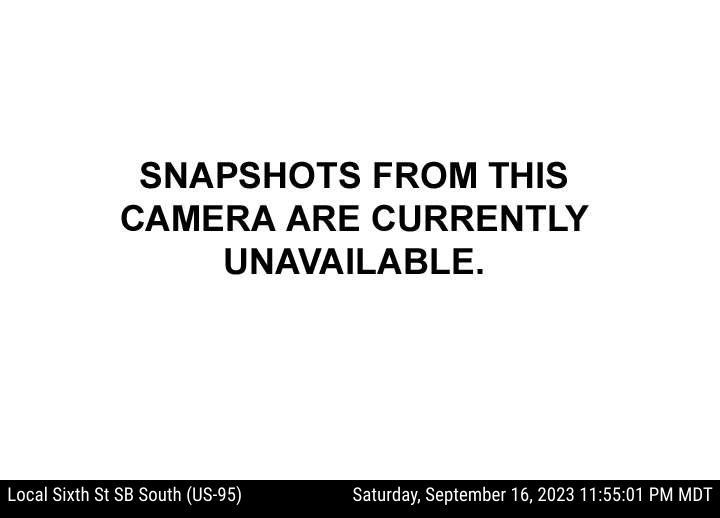 SNAPSHOTS FROM THIS
CAMERA ARE CURRENTLY
UNAVAILABLE.
Local Sixth St SB South (US-95) Saturday, September 16, 2023 11:55:01 PM MDT